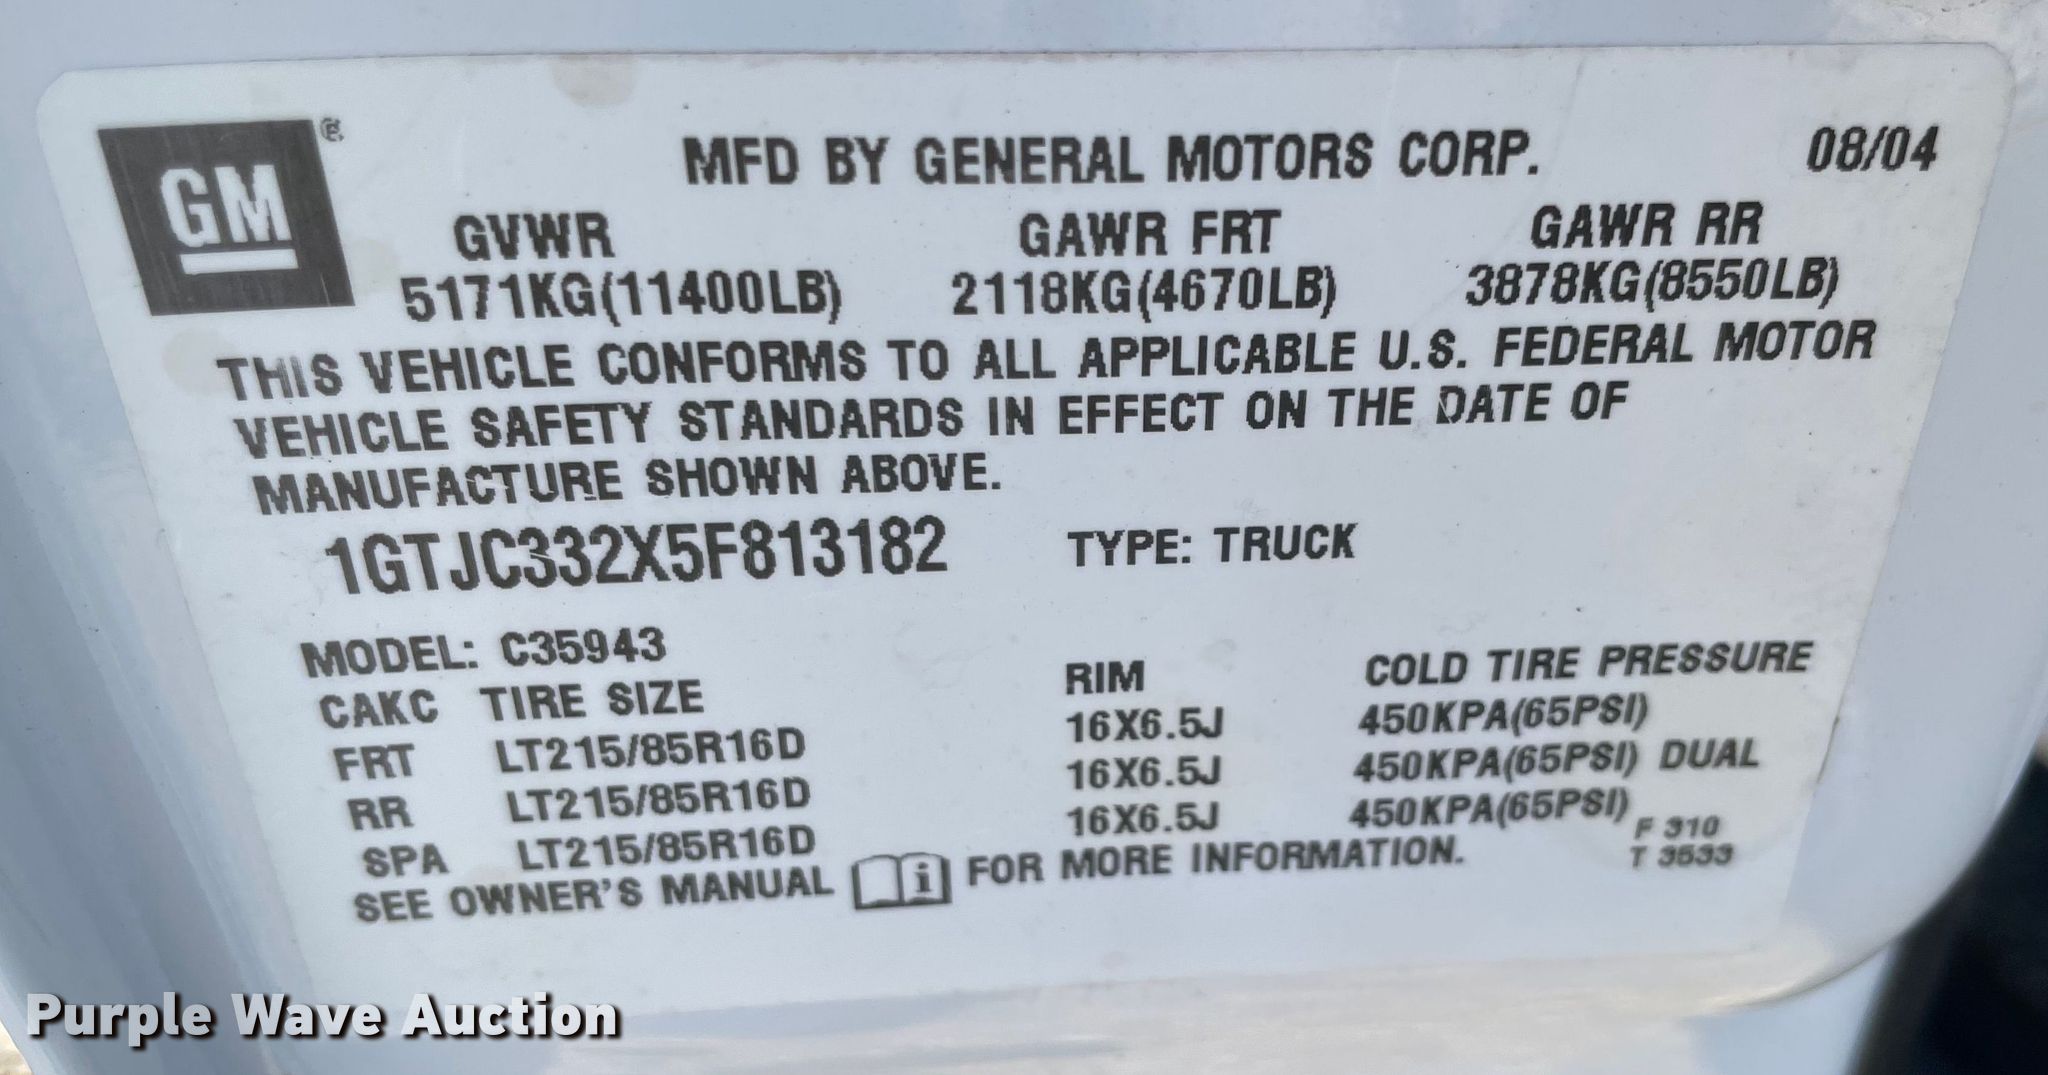 GM ®
MFD BY GENERAL MOTORS CORP. 08/04
GVWR GAWR FRT GAWR RR
5171KG(11400LB) 2118KG(4670LB) 3878KG(8550LB)
THIS VEHICLE CONFORMS TO ALL APPLICABLE U.S. FEDERAL MOTOR
VEHICLE SAFETY STANDARDS IN EFFECT ON THE DATE OF
MANUFACTURE SHOWN ABOVE.
1GTJC332X5F813182 TYPE: TRUCK
MODEL: C35943
CAKC TIRE SIZE RIM COLD TIRE PRESSURE
FRT LT215/85R16D 16X6.5J 450KPA(65PSI)
RR LT215/85R16D 16X6.5J 450KPA(65PSI) DUAL
SPA LT215/85R16D 16X6.5J 450KPA(65PSI)
SEE OWNER'S MANUAL i FOR MORE INFORMATION.
F 310
T 3533
Purple Wave Auction